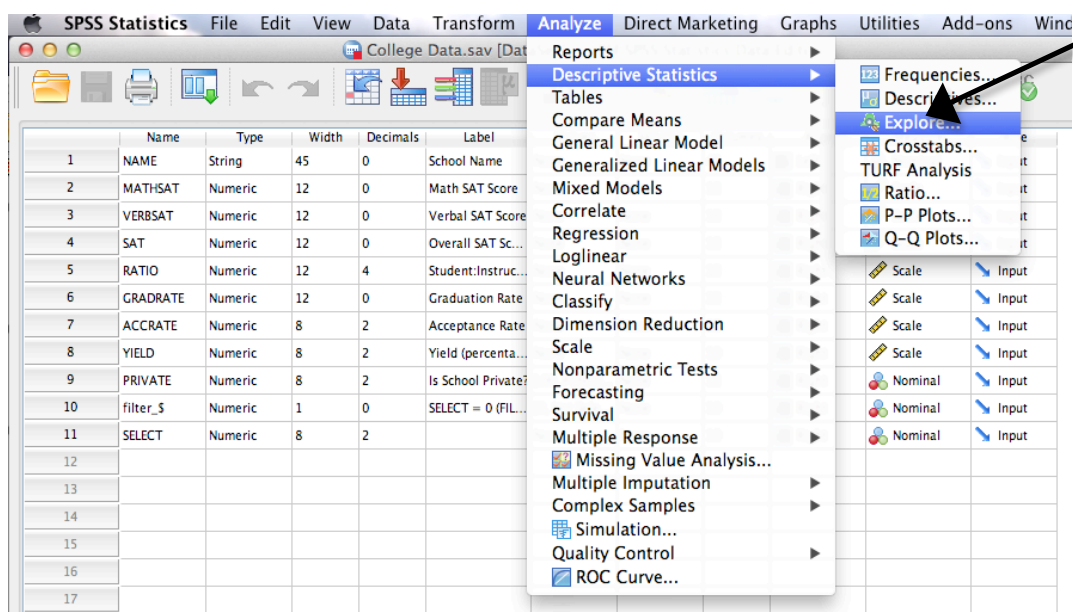 SPSS Statistics File Edit View Data Transform Analyze Direct Marketing Graphs Utilities Add-ons Wind
College Data.sav [Dat
Reports
Descriptive Statistics
Tables
Compare Means
General Linear Model
Generalized Linear Models
Mixed Models
Correlate
Regression
Loglinear
Neural Networks
Classify
Dimension Reduction
Scale
Nonparametric Tests
Forecasting
Survival
Multiple Response
Missing Value Analysis...
Multiple Imputation
Complex Samples
Simulation...
Quality Control
ROC Curve...
Frequencies...
Descriptives...
Explore...
Crosstabs...
TURF Analysis
Ratio...
P-P Plots...
Q-Q Plots...
Name Type Width Decimals Label
1 NAME String 45 0 School Name
2 MATHSAT Numeric 12 0 Math SAT Score
3 VERBSAT Numeric 12 0 Verbal SAT Score
4 SAT Numeric 12 0 Overall SAT Sc...
5 RATIO Numeric 12 4 Student:Instruc... Scale Input
6 GRADRATE Numeric 12 0 Graduation Rate Scale Input
7 ACCRATE Numeric 8 2 Acceptance Rate Scale Input
8 YIELD Numeric 8 2 Yield (percenta... Scale Input
9 PRIVATE Numeric 8 2 Is School Private? Nominal Input
10 filter_$ Numeric 1 0 SELECT = 0 (FIL... Nominal Input
11 SELECT Numeric 8 2 Nominal Input
12
13
14
15
16
17